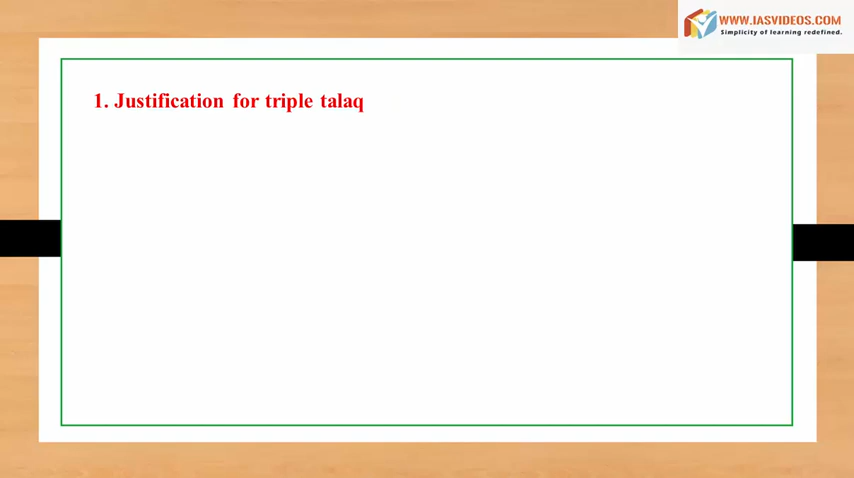 WWW.IASVIDEOS.COM
Simplicity of learning redefined.
1. Justification for triple talaq